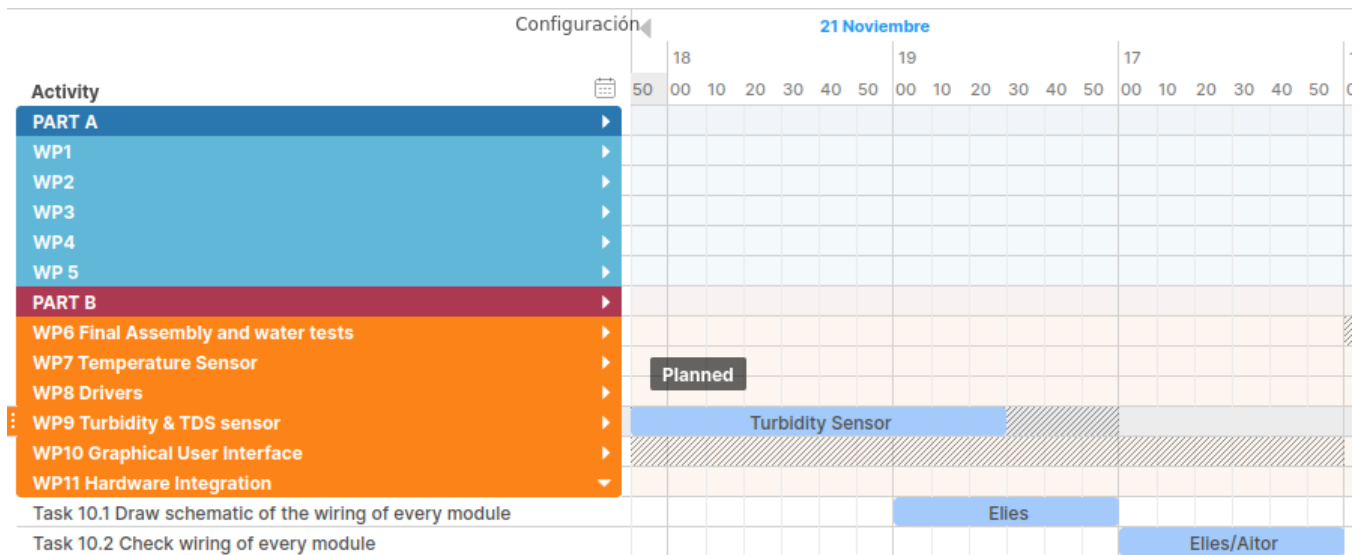 Configuración
21 Noviembre
18 19 17
Activity
50 00 10 20 30 40 50 00 10 20 30 40 50 00 10 20 30 40 50
PART A
WP1
WP2
WP3
WP4
WP 5
PART B
WP6 Final Assembly and water tests
WP7 Temperature Sensor
Planned
WP8 Drivers
WP9 Turbidity & TDS sensor Turbidity Sensor
WP10 Graphical User Interface
WP11 Hardware Integration
Task 10.1 Draw schematic of the wiring of every module Elies
Task 10.2 Check wiring of every module Elies/Aitor